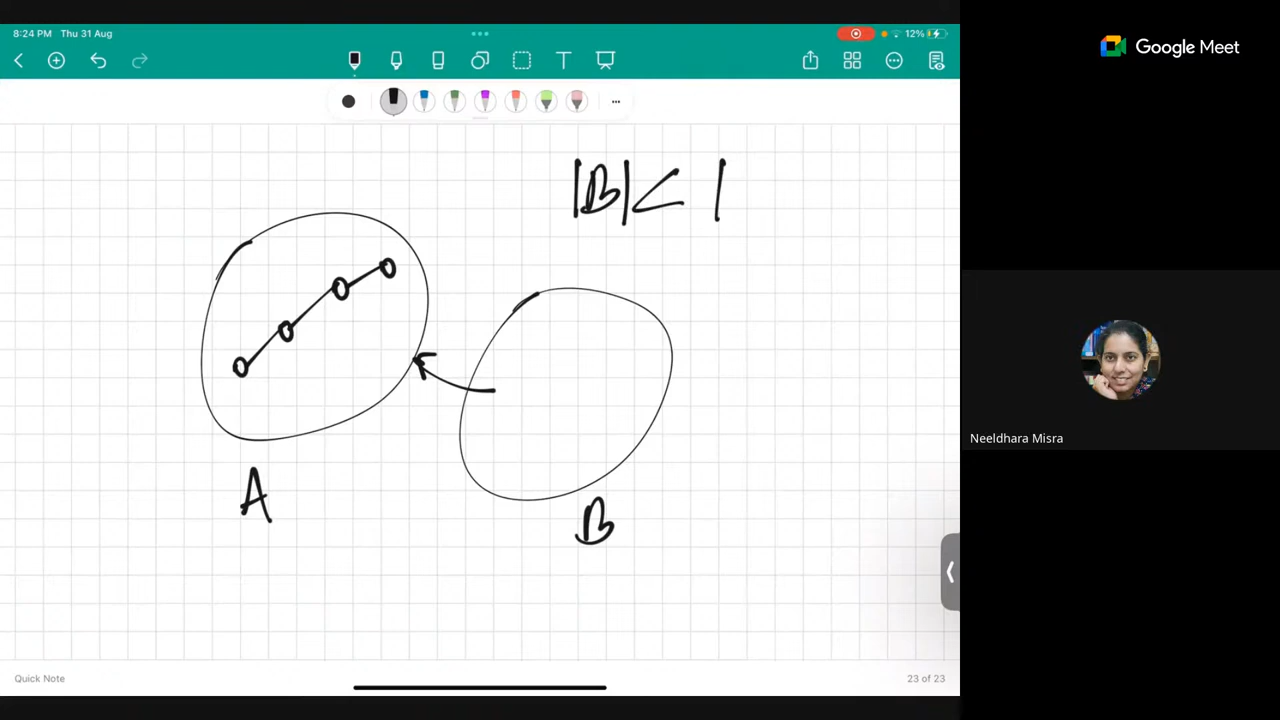 8:24 PM Thu 31 Aug
12%
Google Meet
|B| < |
A
B
Neeldhara Misra
Quick Note
23 of 23